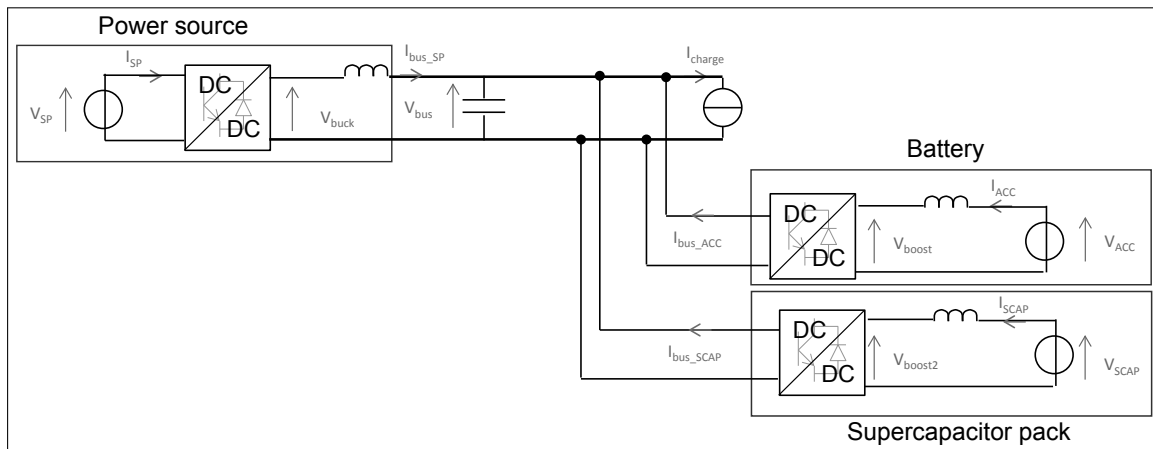 Power source
I_SP
V_SP
DC
DC
V_buck
I_bus_SP
V_bus
I_charge
Battery
DC
DC
I_bus_ACC
V_boost
I_ACC
V_ACC
DC
DC
I_bus_SCAP
V_boost2
I_SCAP
V_SCAP
Supercapacitor pack